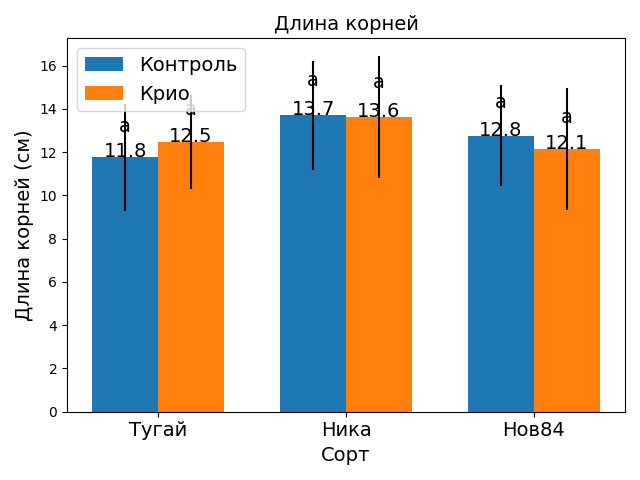 Длина корней
Контроль
Крио
a
a
a
a
a
a
11.8
12.5
13.7
13.6
12.8
12.1
Длина корней (см)
16
14
12
10
8
6
4
2
0
Тугай
Ника
Нов84
Сорт